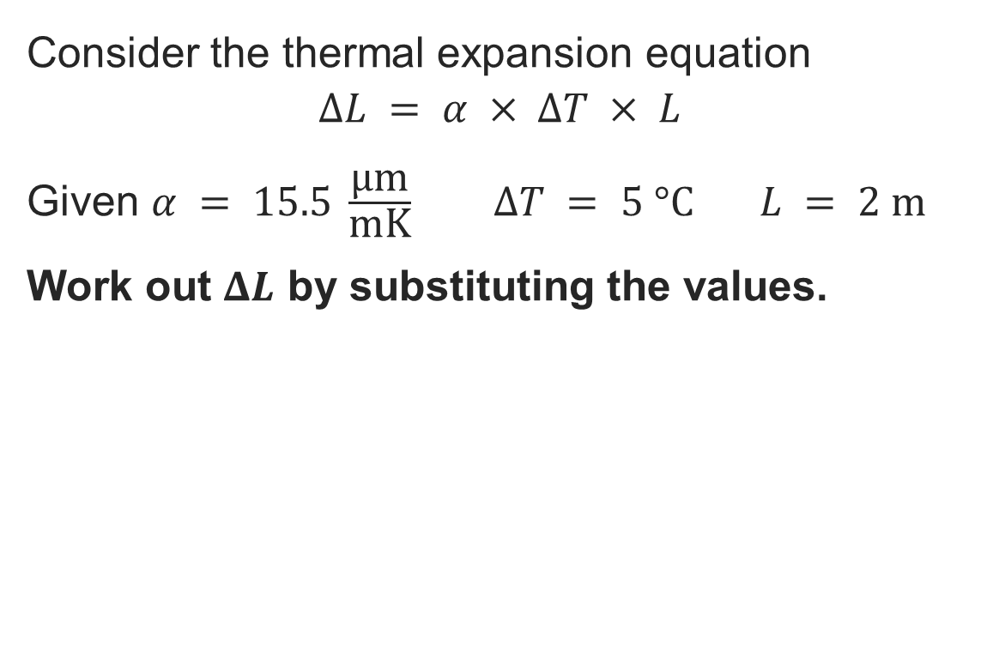 Consider the thermal expansion equation
Δ𝐿 = 𝛼 × Δ𝑇 × 𝐿
Given 𝛼 = 15.5 µm/mK Δ𝑇 = 5 °C 𝐿 = 2 m
Work out Δ𝑳 by substituting the values.